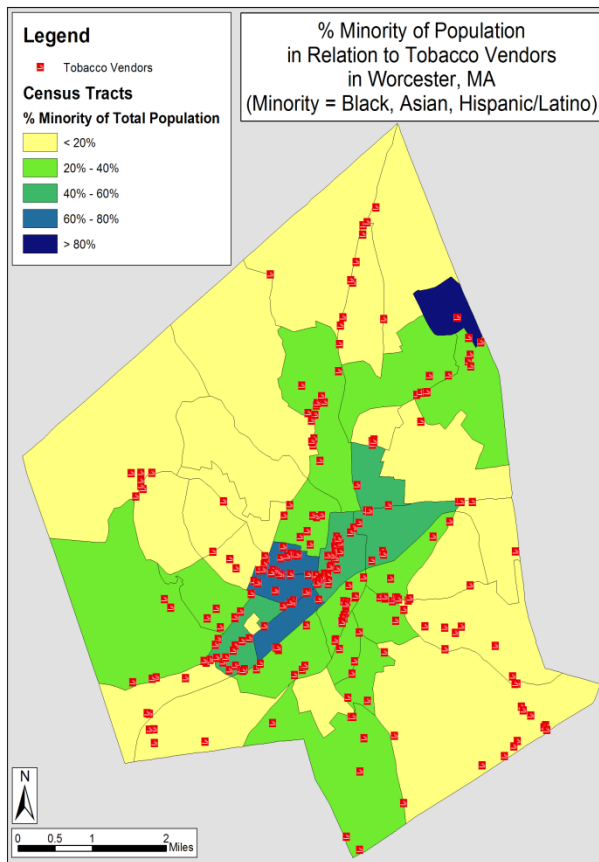 Legend
Tobacco Vendors
Census Tracts
% Minority of Total Population
< 20%
20% - 40%
40% - 60%
60% - 80%
> 80%
% Minority of Population
in Relation to Tobacco Vendors
in Worcester, MA
(Minority = Black, Asian, Hispanic/Latino)
N
0 0.5 1 2
Miles